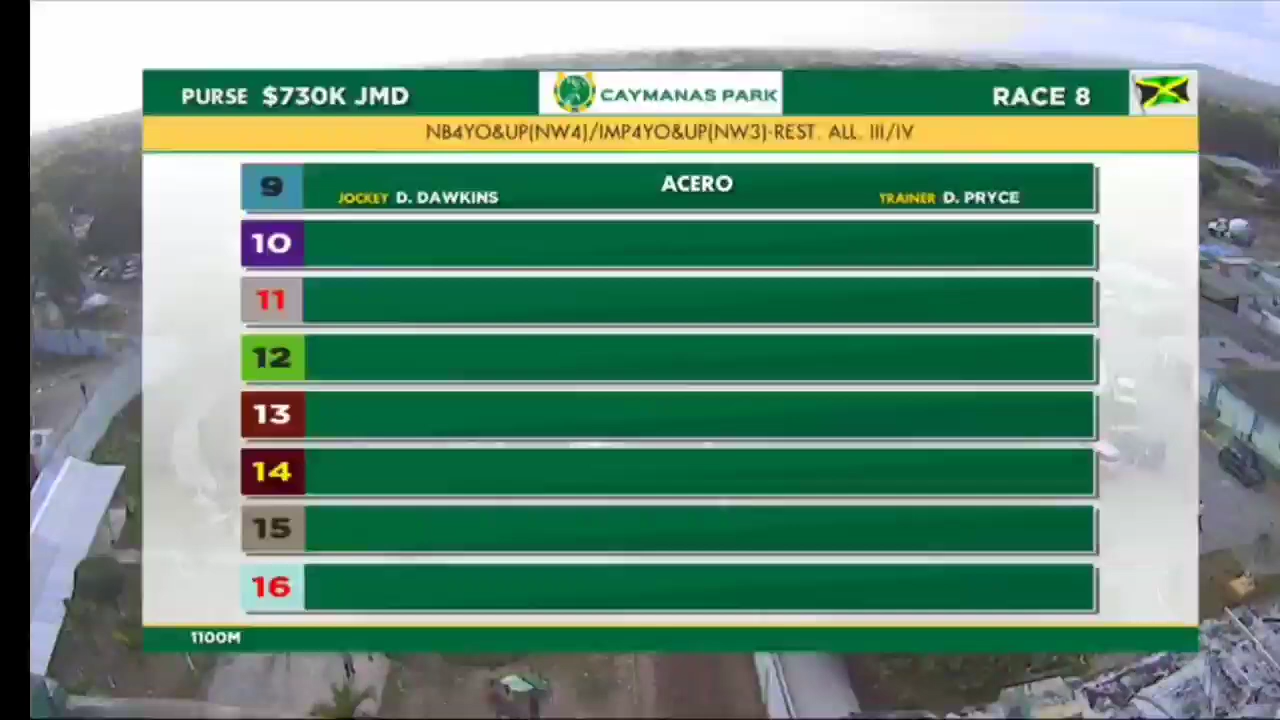 PURSE $730K JMD CAYMANAS PARK RACE 8
NB4YO&UP(NW4)/IMP4YO&UP(NW3)-REST. ALL. III/IV
9 ACERO
JOCKEY D. DAWKINS TRAINER D. PRYCE
10
11
12
13
14
15
16
1100M